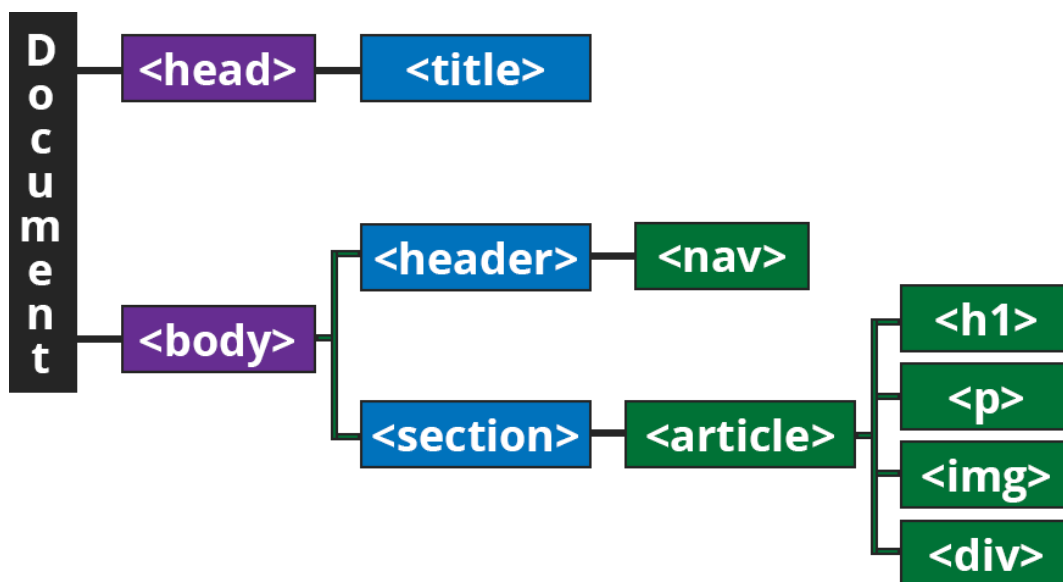 Document
<head>
<title>
<header>
<nav>
<body>
<section>
<article>
<h1>
<p>
<img>
<div>